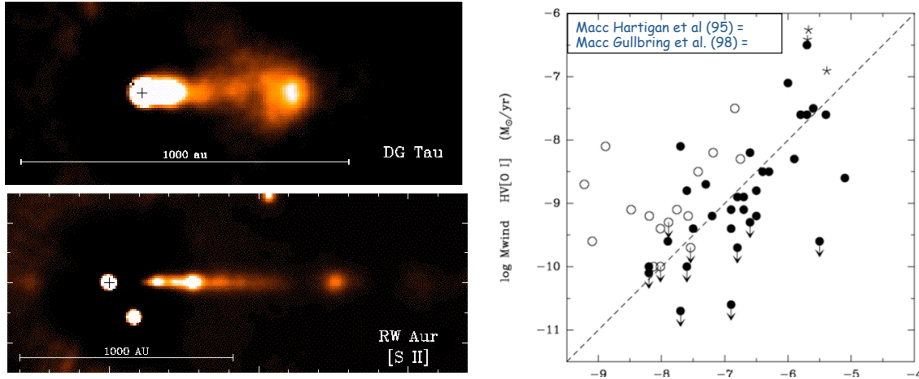 1000 au
DG Tau
1000 AU
RW Aur
[S II]
Macc Hartigan et al (95) =
Macc Gullbring et al. (98) =
log Mwind HV[O I] (M☉/yr)
-6
-7
-8
-9
-10
-11
-9
-8
-7
-6
-5
-4